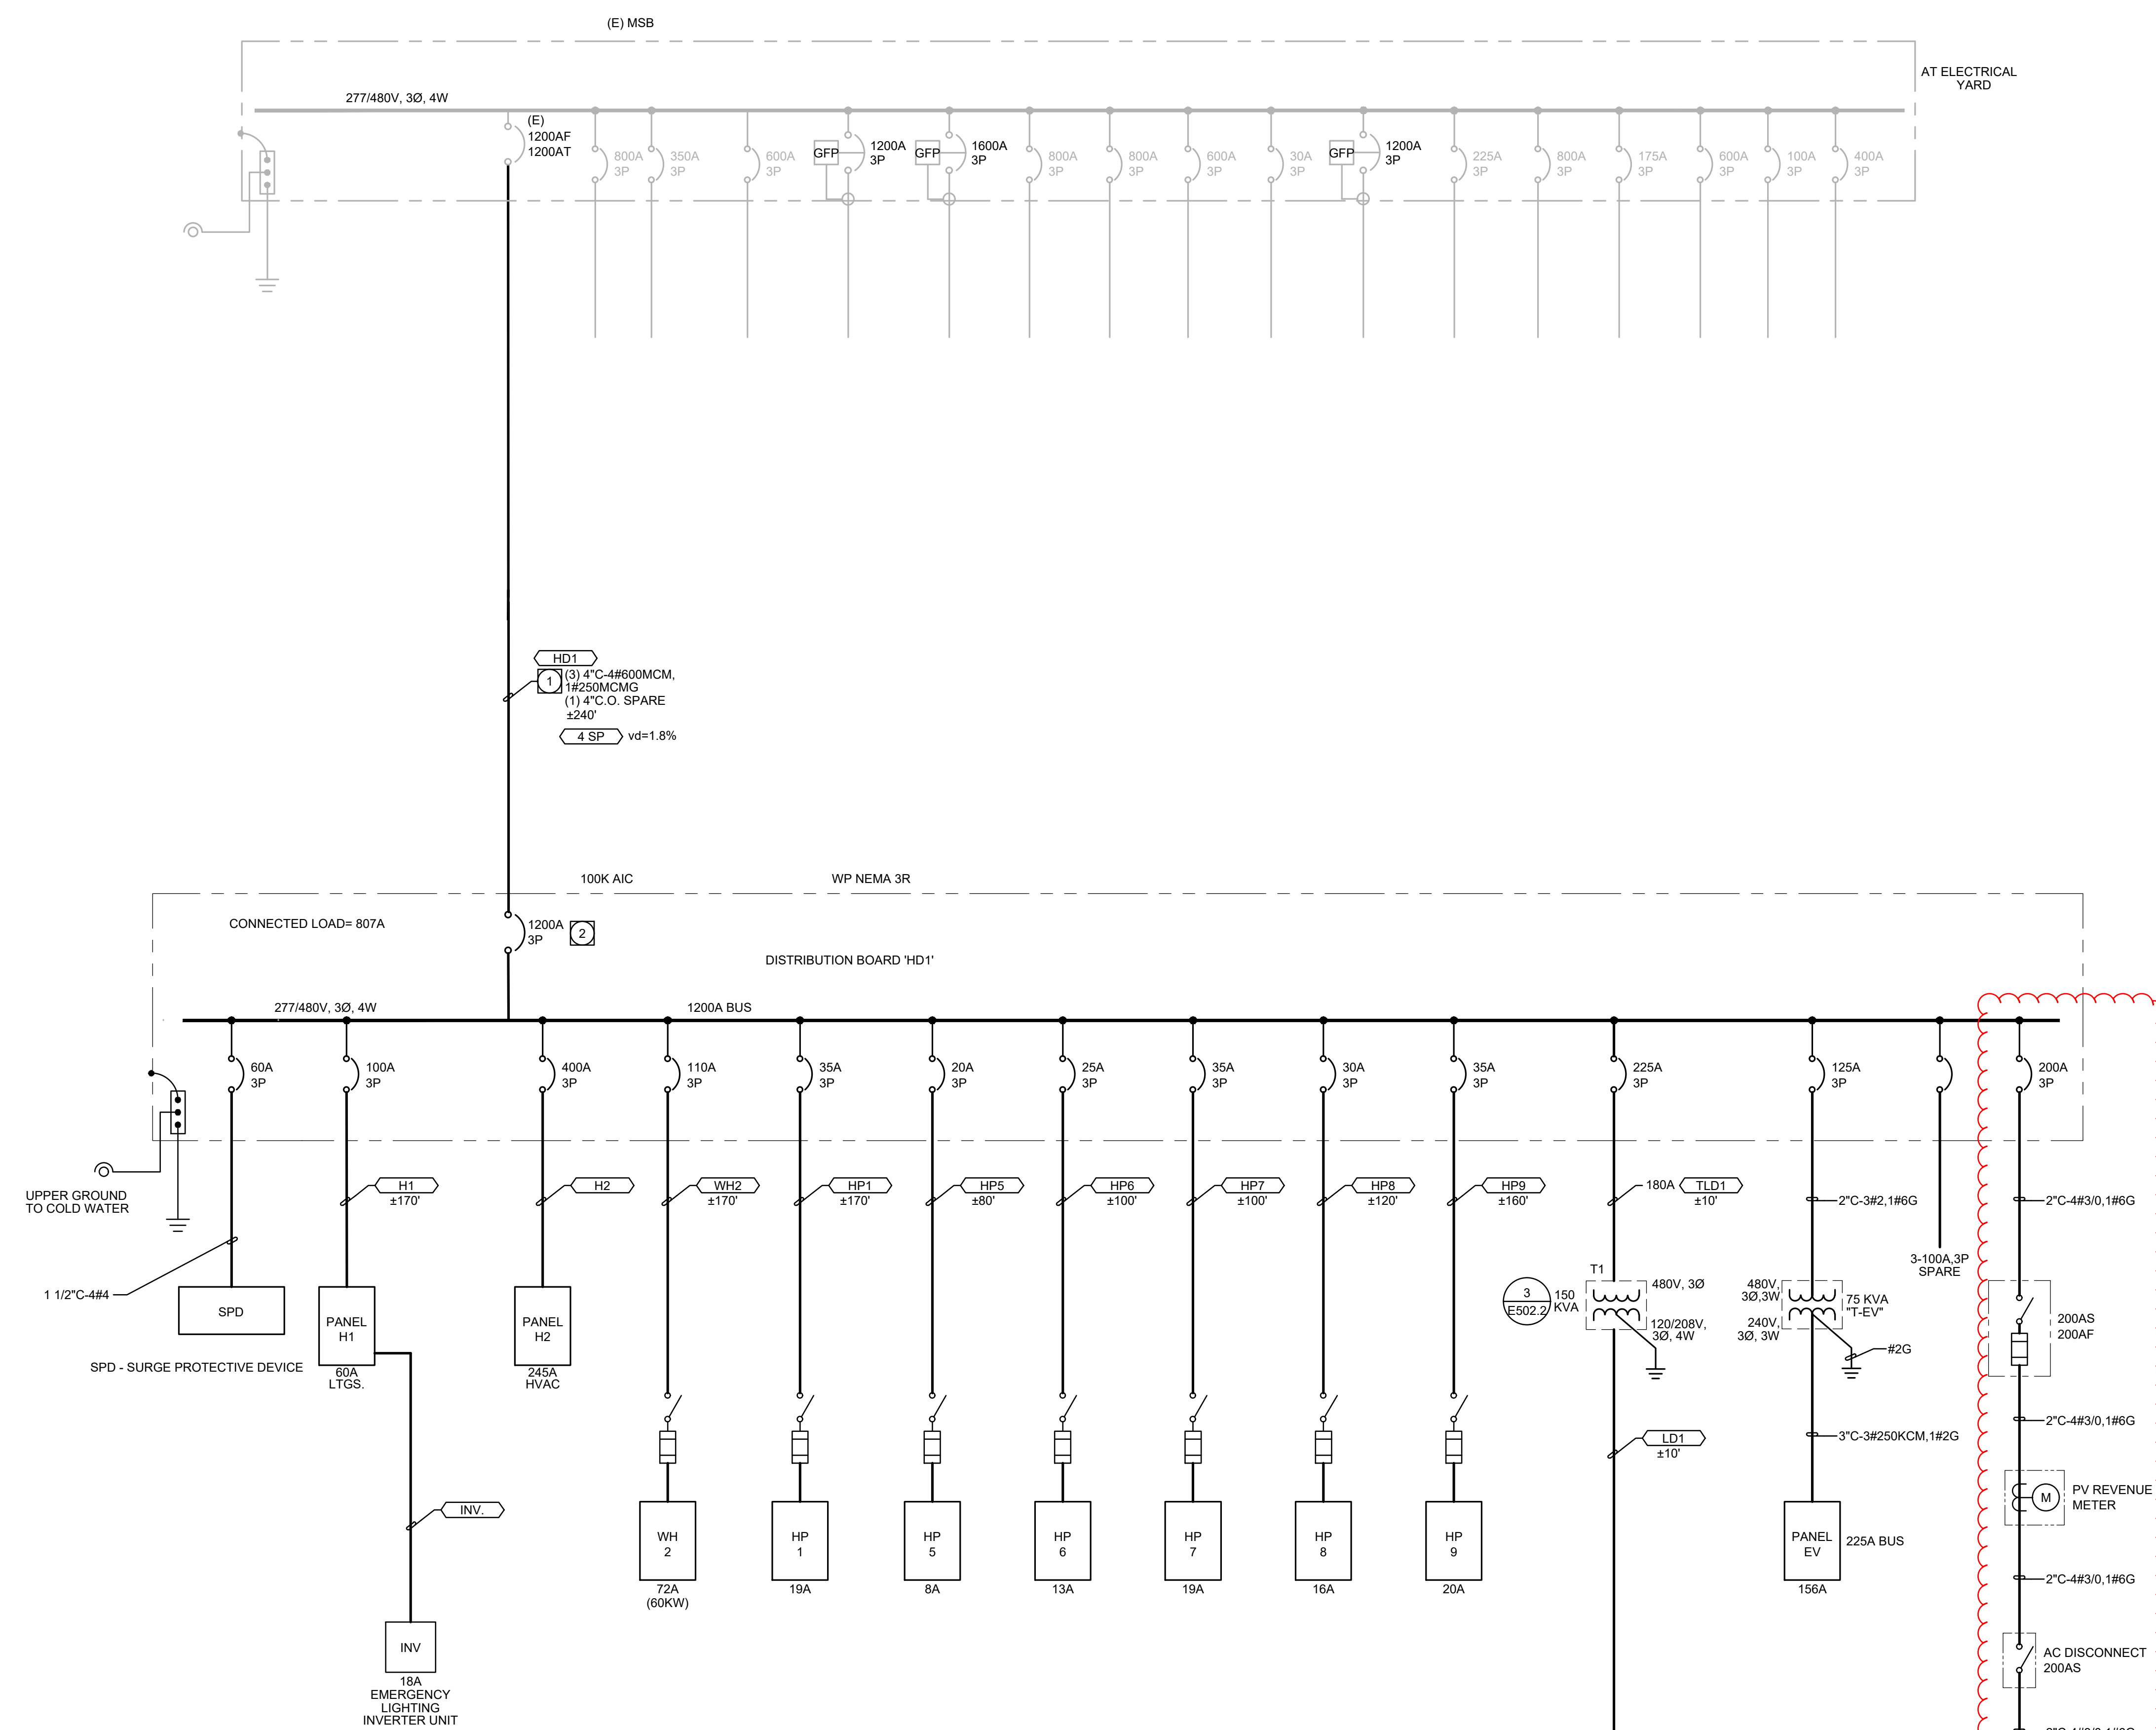 (E) MSB
AT ELECTRICAL
YARD
277/480V, 3Ø, 4W
(E)
1200AF
1200AT
800A
3P
350A
3P
600A
3P
GFP
1200A
3P
GFP
1600A
3P
800A
3P
800A
3P
600A
3P
30A
3P
GFP
1200A
3P
225A
3P
800A
3P
175A
3P
600A
3P
100A
3P
400A
3P
HD1
1
(3) 4"C-4#600MCM,
1#250MCMG
(1) 4"C.O. SPARE
±240'
4 SP
vd=1.8%
100K AIC
WP NEMA 3R
CONNECTED LOAD= 807A
1200A
3P
2
DISTRIBUTION BOARD 'HD1'
277/480V, 3Ø, 4W
1200A BUS
60A
3P
100A
3P
400A
3P
110A
3P
35A
3P
20A
3P
25A
3P
35A
3P
30A
3P
35A
3P
225A
3P
125A
3P
200A
3P
UPPER GROUND
TO COLD WATER
H1
±170'
H2
WH2
±170'
HP1
±170'
HP5
±80'
HP6
±100'
HP7
±100'
HP8
±120'
HP9
±160'
180A
TLD1
±10'
2"C-3#2,1#6G
2"C-4#3/0,1#6G
3-100A,3P
SPARE
1 1/2"C-4#4
SPD
SPD - SURGE PROTECTIVE DEVICE
PANEL
H1
60A
LTGS.
PANEL
H2
245A
HVAC
3
E502.2
150
KVA
T1
480V, 3Ø
120/208V,
3Ø, 4W
480V,
3Ø,3W
240V,
3Ø, 3W
75 KVA
"T-EV"
#2G
200AS
200AF
2"C-4#3/0,1#6G
LD1
±10'
3"C-3#250KCM,1#2G
INV.
WH
2
72A
(60KW)
HP
1
19A
HP
5
8A
HP
6
13A
HP
7
19A
HP
8
16A
HP
9
20A
PANEL
EV
225A BUS
156A
M
PV REVENUE
METER
2"C-4#3/0,1#6G
INV
18A
EMERGENCY
LIGHTING
INVERTER UNIT
AC DISCONNECT
200AS